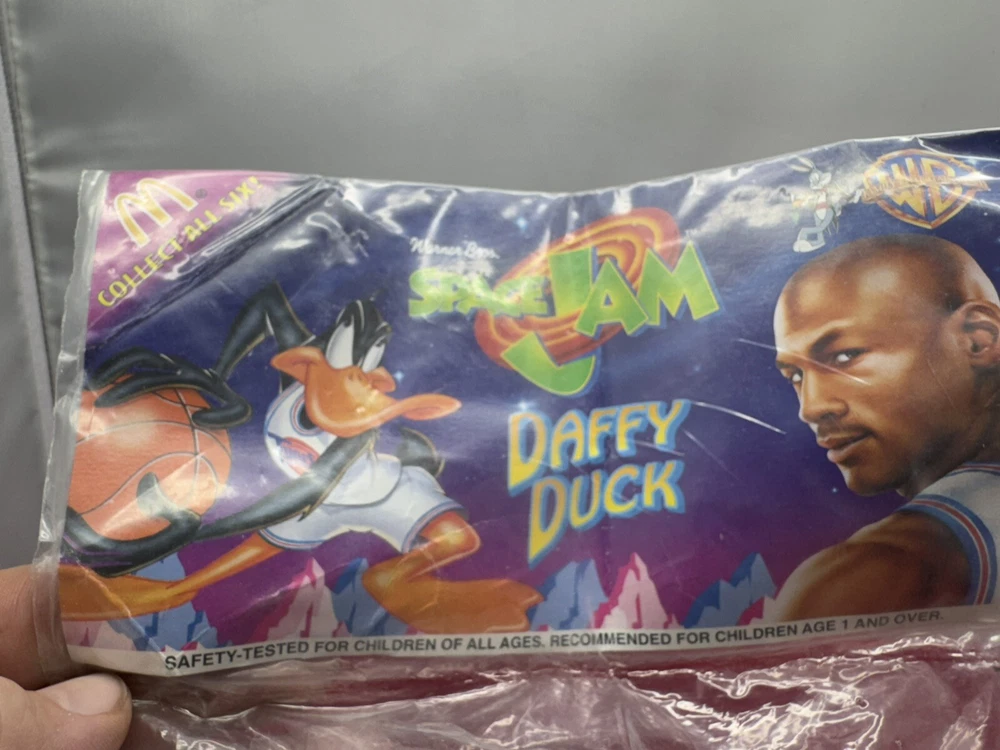 M®
COLLECT ALL SIX!
Warner Bros.
SPACE JAM™
DAFFY
DUCK
WB
SAFETY-TESTED FOR CHILDREN OF ALL AGES. RECOMMENDED FOR CHILDREN AGE 1 AND OVER.